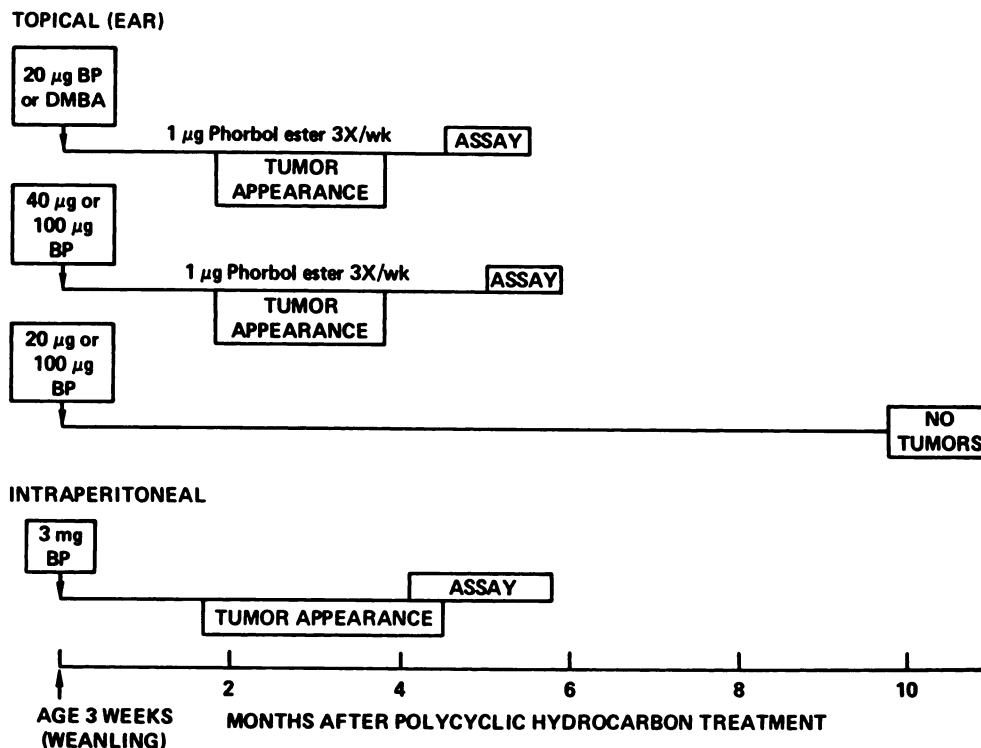 TOPICAL (EAR)
20 µg BP
or DMBA
1 µg Phorbol ester 3X/wk
ASSAY
TUMOR
APPEARANCE
40 µg or
100 µg
BP
1 µg Phorbol ester 3X/wk
ASSAY
TUMOR
APPEARANCE
20 µg or
100 µg
BP
NO
TUMORS
INTRAPERITONEAL
3 mg
BP
ASSAY
TUMOR APPEARANCE
2 4 6 8 10
AGE 3 WEEKS
(WEANLING)
MONTHS AFTER POLYCYCLIC HYDROCARBON TREATMENT